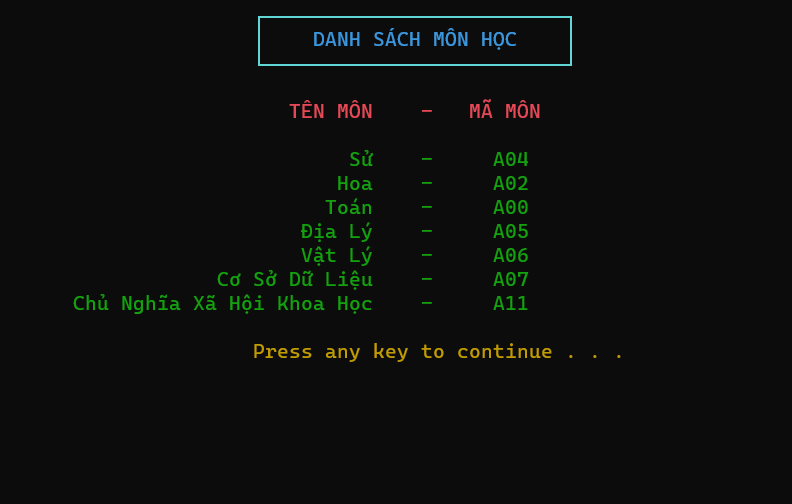 DANH SÁCH MÔN HỌC
TÊN MÔN - MÃ MÔN
Sử - A04
Hoa - A02
Toán - A00
Địa Lý - A05
Vật Lý - A06
Cơ Sở Dữ Liệu - A07
Chủ Nghĩa Xã Hội Khoa Học - A11
Press any key to continue . . .